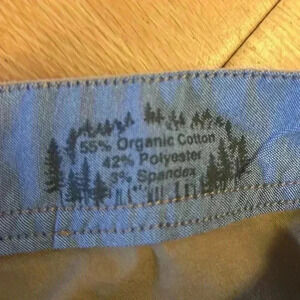 55% Organic Cotton
42% Polyester
3% Spandex